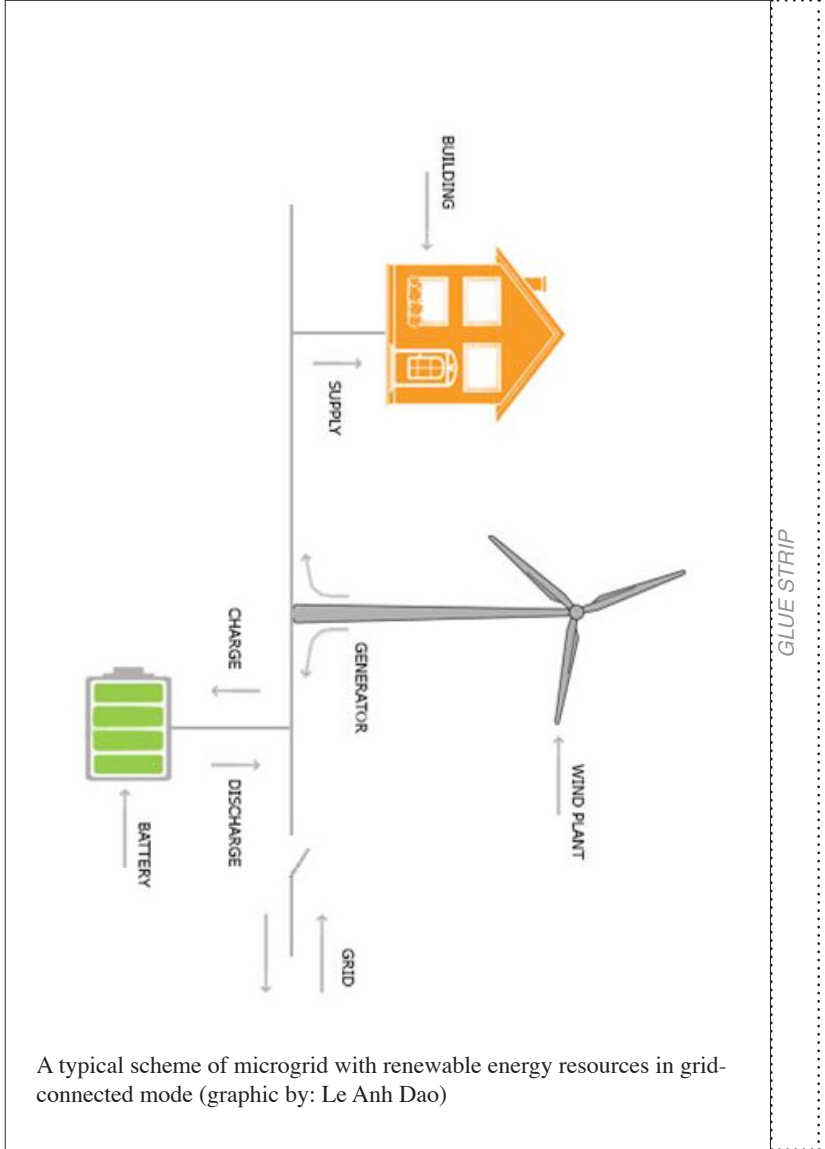 BUILDING
SUPPLY
GENERATOR
WIND PLANT
CHARGE
DISCHARGE
BATTERY
GRID
GLUE STRIP
A typical scheme of microgrid with renewable energy resources in grid-
connected mode (graphic by: Le Anh Dao)